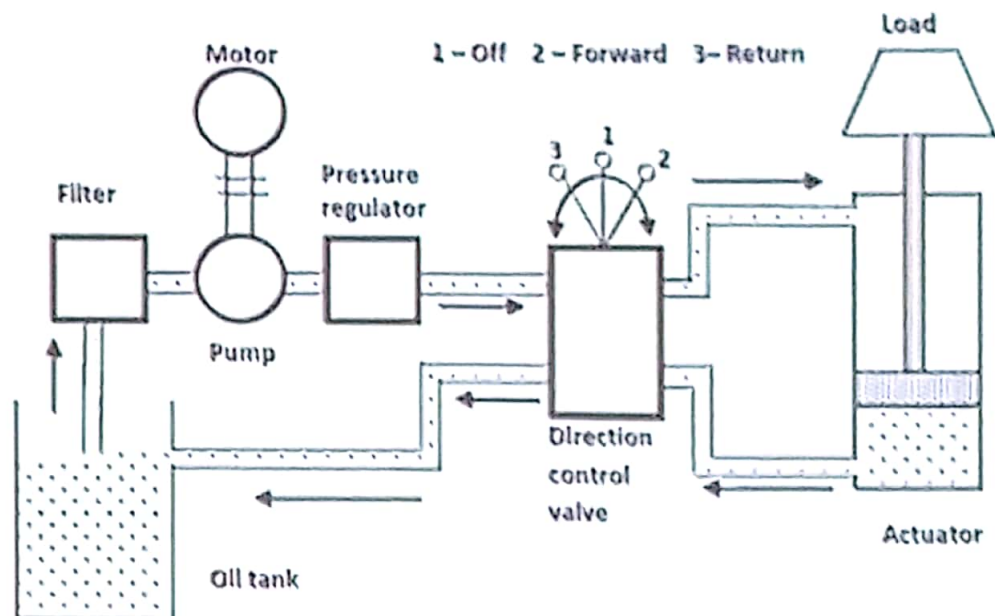 Load
Motor
1 – Off 2 – Forward 3– Return
1
3
2
Filter
Pressure
regulator
Pump
Direction
control
valve
Actuator
Oil tank